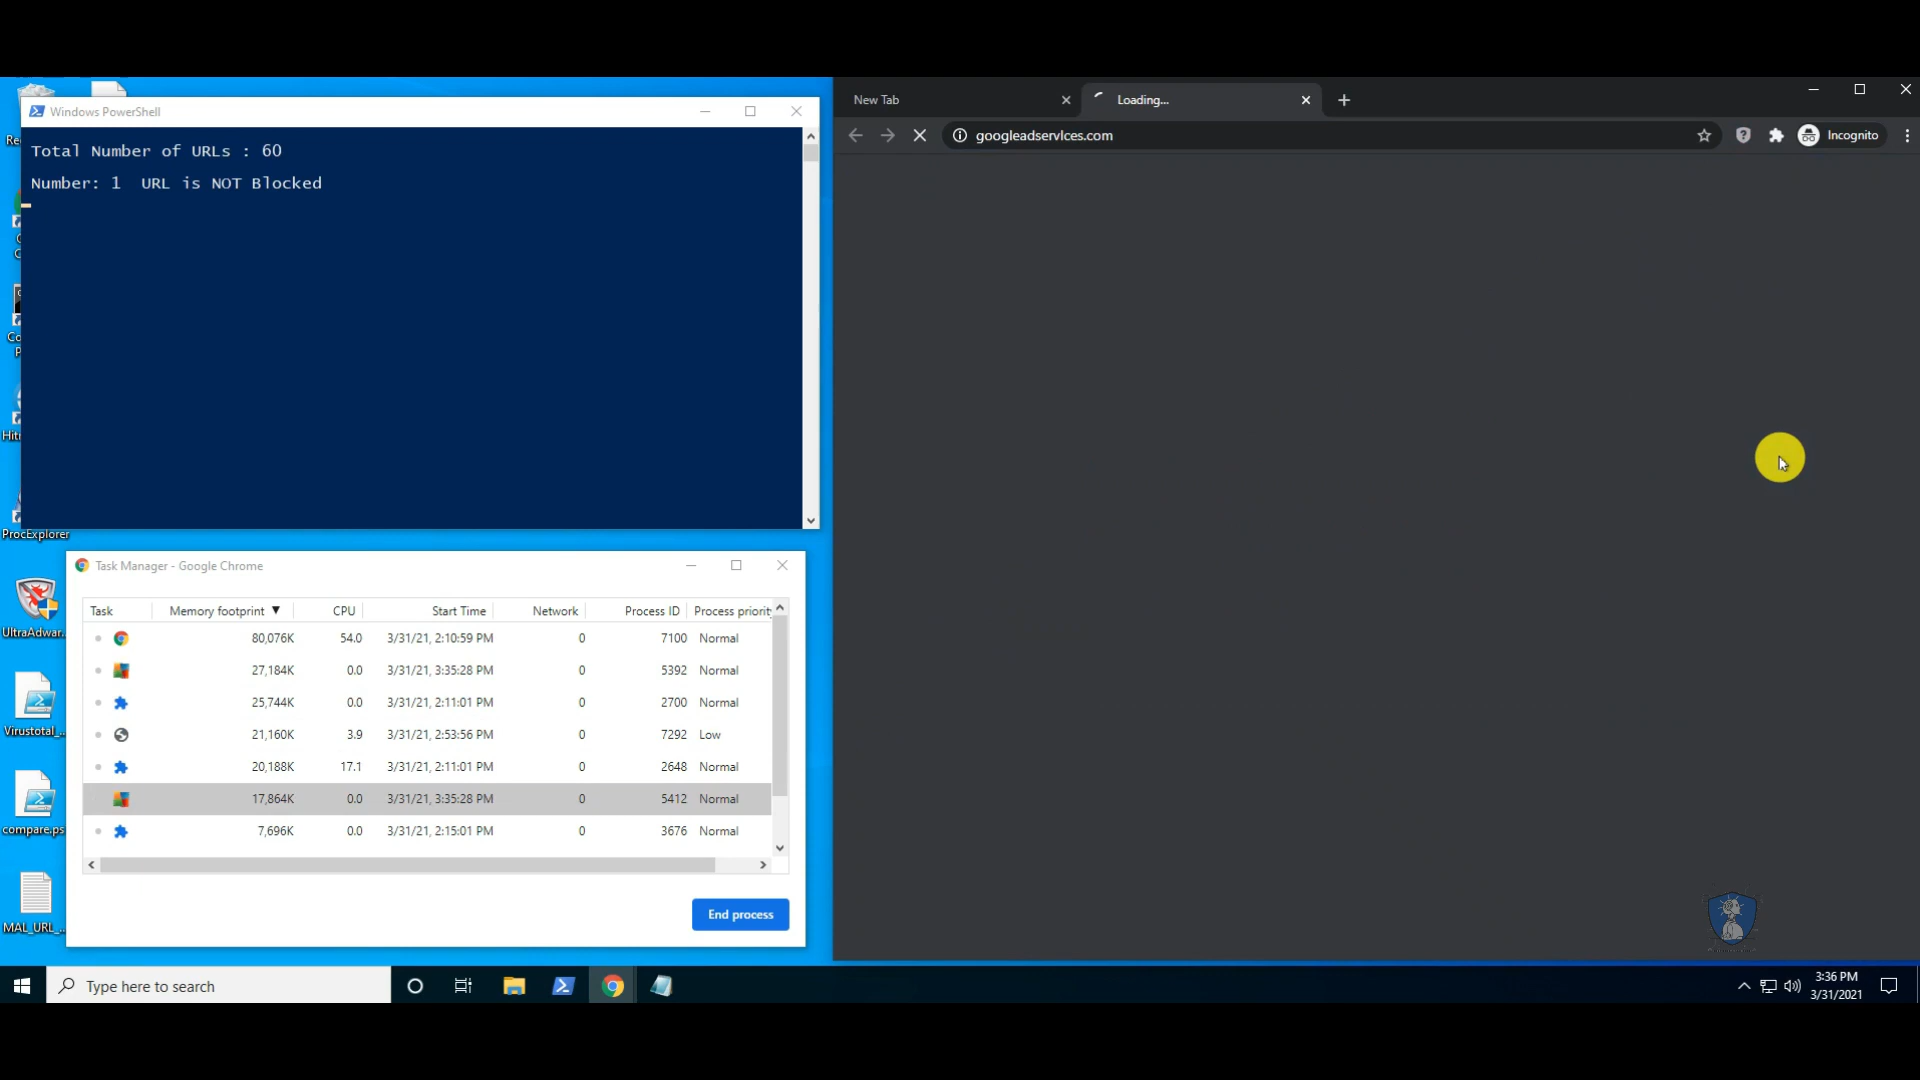 Windows PowerShell
Total Number of URLs : 60
Number: 1 URL is NOT Blocked
ProcExplorer
UltraAdwar...
Virustotal_...
compare.ps
MAL_URL_...
Task Manager - Google Chrome
Task Memory footprint ▼ CPU Start Time Network Process ID Process priority
80,076K 54.0 3/31/21, 2:10:59 PM 0 7100 Normal
27,184K 0.0 3/31/21, 3:35:28 PM 0 5392 Normal
25,744K 0.0 3/31/21, 2:11:01 PM 0 2700 Normal
21,160K 3.9 3/31/21, 2:53:56 PM 0 7292 Low
20,188K 17.1 3/31/21, 2:11:01 PM 0 2648 Normal
17,864K 0.0 3/31/21, 3:35:28 PM 0 5412 Normal
7,696K 0.0 3/31/21, 2:15:01 PM 0 3676 Normal
End process
New Tab
Loading...
googleadservlces.com
Incognito
Type here to search
3:36 PM
3/31/2021